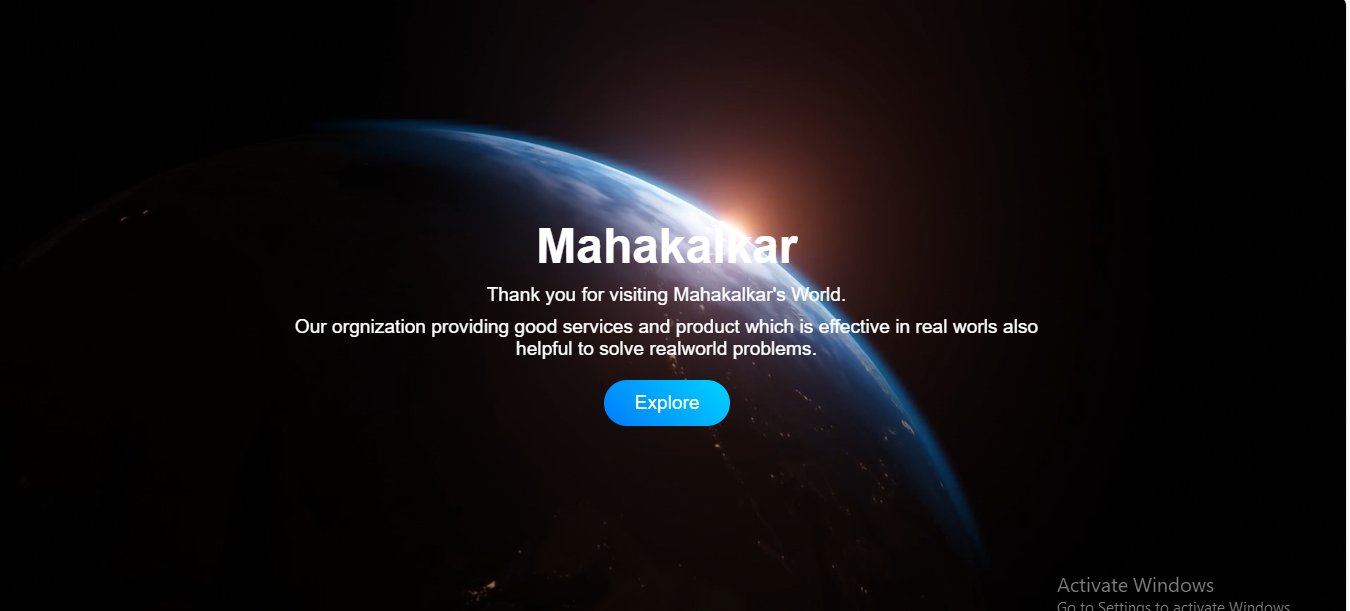 Mahakalkar
Thank you for visiting Mahakalkar's World.
Our orgnization providing good services and product which is effective in real worls also
helpful to solve realworld problems.
Explore
Activate Windows
Go to Settings to activate Windows.